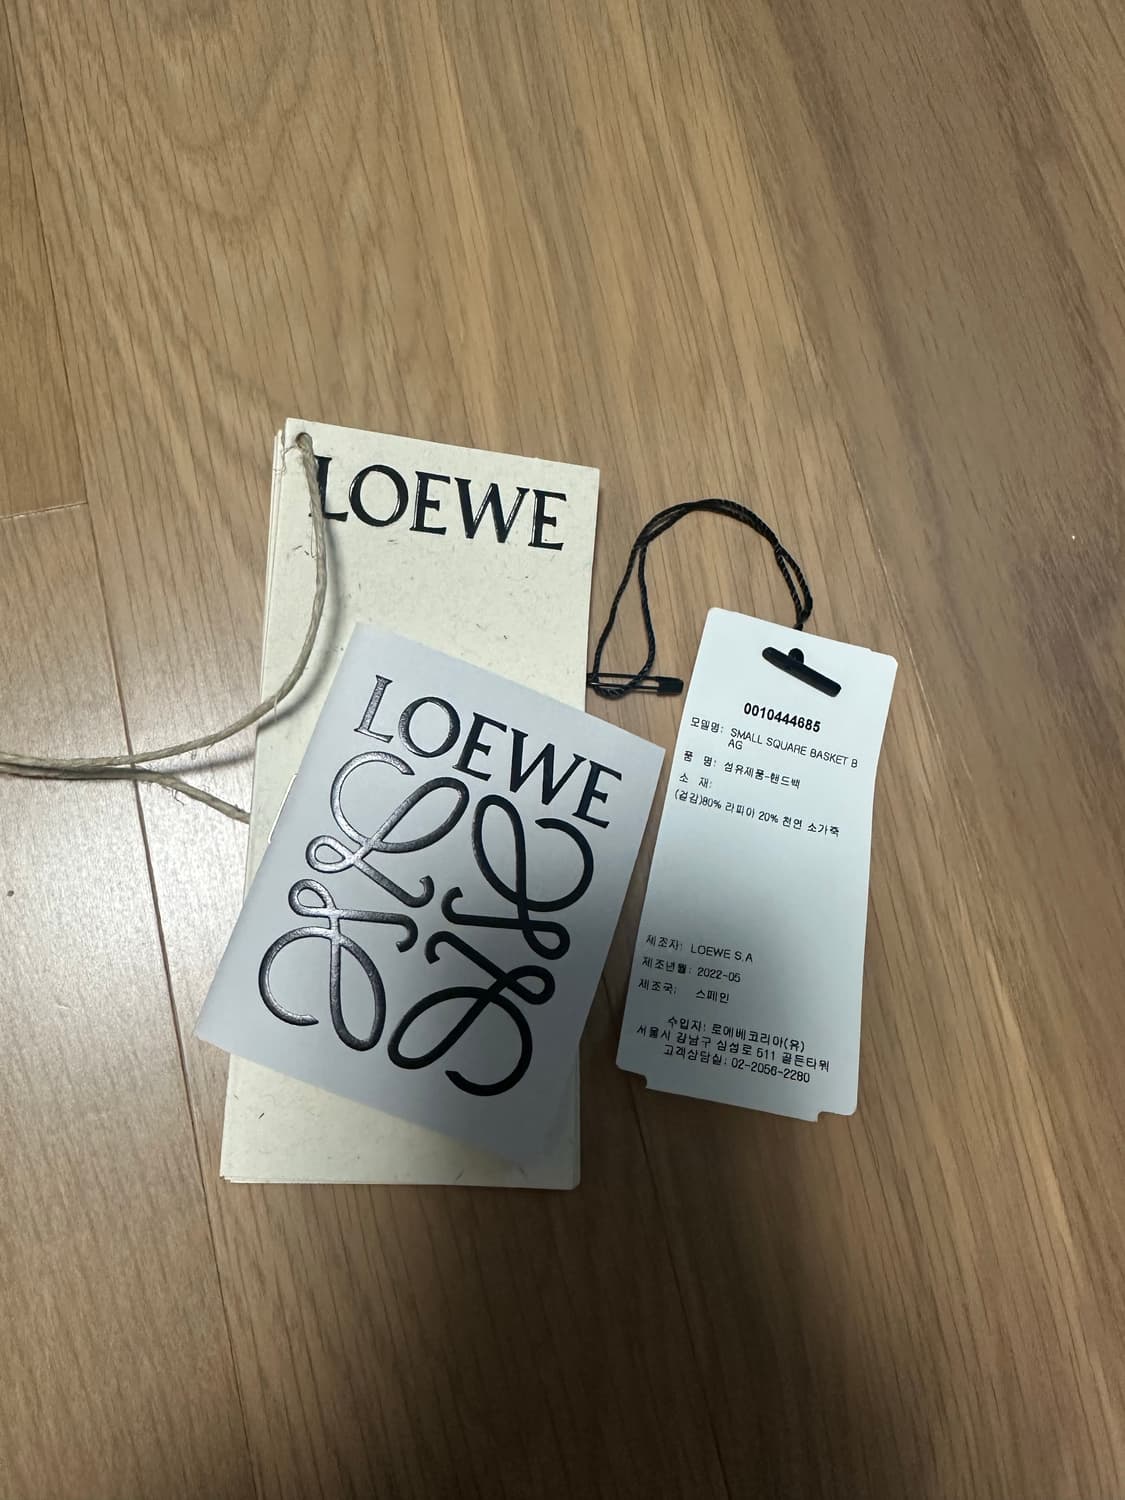 LOEWE
LOEWE
0010444685
모델명: SMALL SQUARE BASKET B
AG
품 명: 섬유제품-핸드백
소 재:
(겉감)80% 라피아 20% 천연 소가죽
제조자: LOEWE S.A
제조년월: 2022-05
제조국: 스페인
수입자: 로에베코리아(유)
서울시 강남구 삼성로 511 골든타워
고객상담실: 02-2056-2280